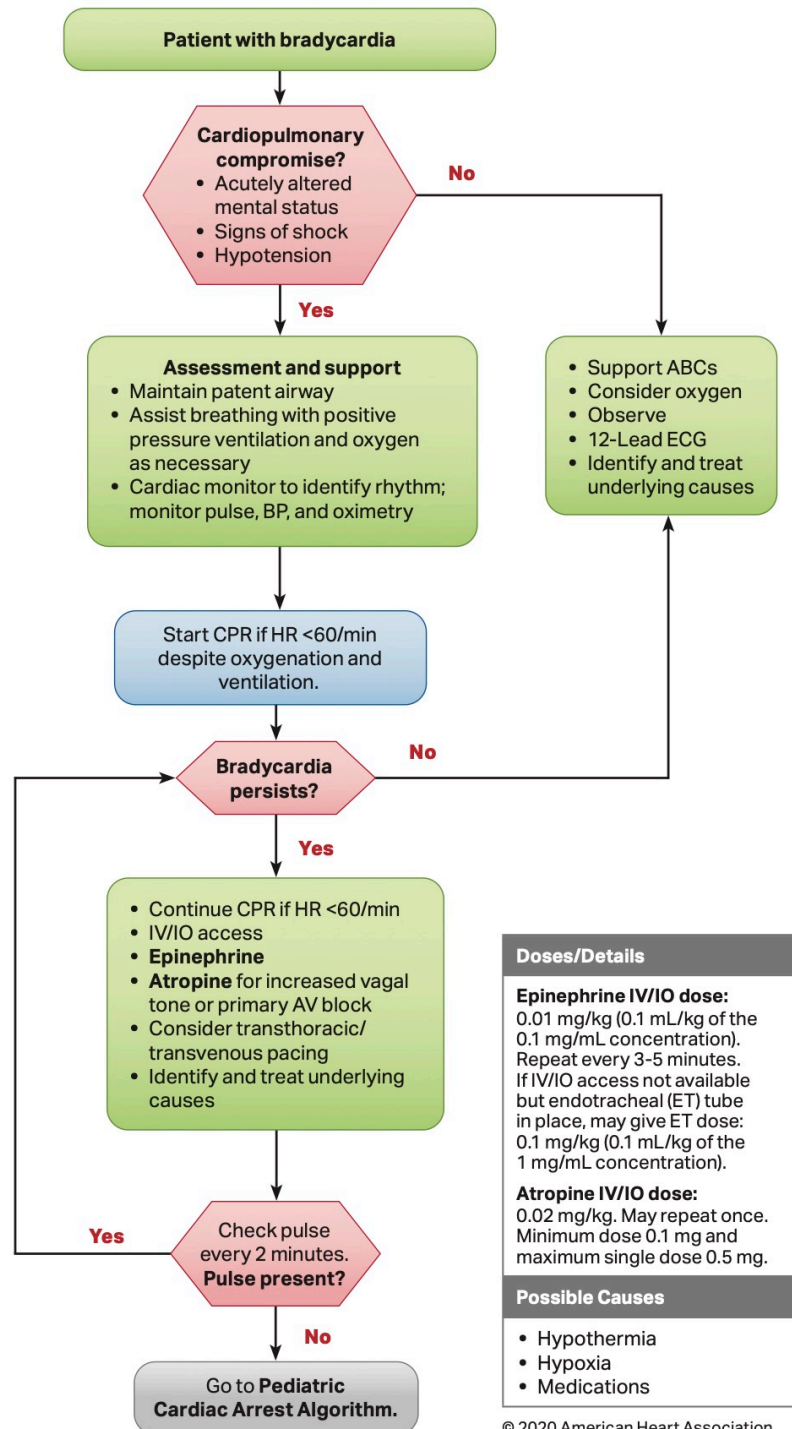 Patient with bradycardia
Cardiopulmonary
compromise?
• Acutely altered
mental status
• Signs of shock
• Hypotension
No
Yes
Assessment and support
• Maintain patent airway
• Assist breathing with positive
pressure ventilation and oxygen
as necessary
• Cardiac monitor to identify rhythm;
monitor pulse, BP, and oximetry
• Support ABCs
• Consider oxygen
• Observe
• 12-Lead ECG
• Identify and treat
underlying causes
Start CPR if HR <60/min
despite oxygenation and
ventilation.
Bradycardia
persists?
No
Yes
• Continue CPR if HR <60/min
• IV/IO access
• Epinephrine
• Atropine for increased vagal
tone or primary AV block
• Consider transthoracic/
transvenous pacing
• Identify and treat underlying
causes
Check pulse
every 2 minutes.
Pulse present?
Yes
No
Go to Pediatric
Cardiac Arrest Algorithm.
Doses/Details
Epinephrine IV/IO dose:
0.01 mg/kg (0.1 mL/kg of the
0.1 mg/mL concentration).
Repeat every 3-5 minutes.
If IV/IO access not available
but endotracheal (ET) tube
in place, may give ET dose:
0.1 mg/kg (0.1 mL/kg of the
1 mg/mL concentration).
Atropine IV/IO dose:
0.02 mg/kg. May repeat once.
Minimum dose 0.1 mg and
maximum single dose 0.5 mg.
Possible Causes
• Hypothermia
• Hypoxia
• Medications
© 2020 American Heart Association